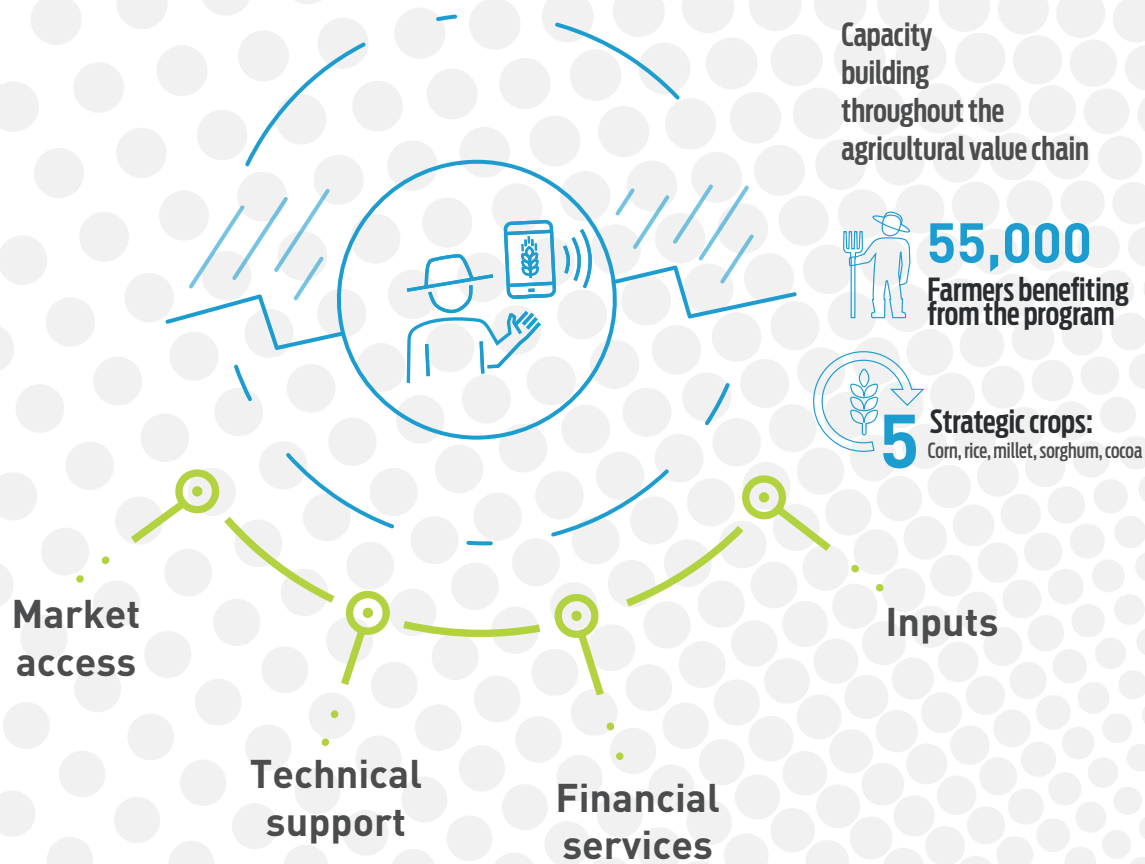 Capacity
building
throughout the
agricultural value chain
55,000
Farmers benefiting
from the program
5 Strategic crops:
Corn, rice, millet, sorghum, cocoa
Market
access
Technical
support
Financial
services
Inputs